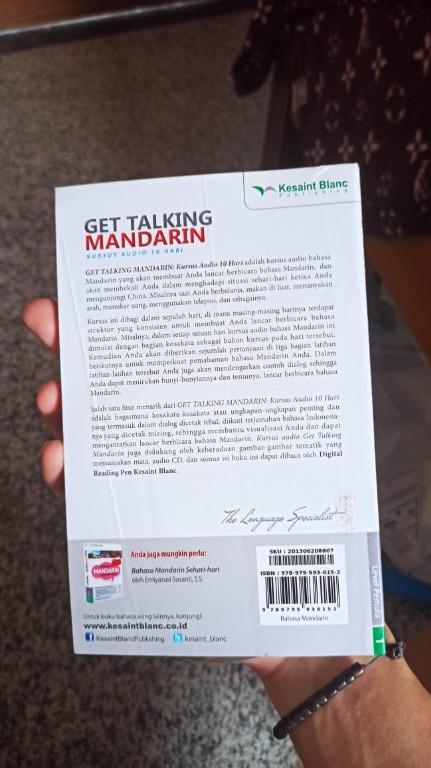 Kesaint Blanc
Publishing
GET TALKING
MANDARIN
KURSUS AUDIO 10 HARI
GET TALKING MANDARIN: Kursus Audio 10 Hari adalah kursus audio bahasa
Mandarin yang akan membuat Anda lancar berbicara bahasa Mandarin, dan
akan membekali Anda dalam menghadapi situasi sehari-hari ketika Anda
mengunjungi China. Misalnya saat Anda berbelanja, makan di luar, menanyakan
arah, menukar uang, menggunakan telepon, dan sebagainya.
Kursus ini dibagi dalam sepuluh hari, di mana masing-masing harinya terdapat
struktur yang konsisten untuk membuat Anda lancar berbicara bahasa
Mandarin. Misalnya, dalam setiap satuan hari kursus audio bahasa Mandarin ini
dimulai dengan bagian kosakata sebagai bahan kursus pada hari tersebut.
Kemudian Anda akan diberikan sejumlah pertanyaan di tiga bagian latihan
berikutnya untuk memperkuat pemahaman bahasa Mandarin Anda. Dalam
latihan-latihan tersebut Anda juga akan mendengarkan contoh dialog sehingga
Anda dapat menirukan bunyi-bunyiannya dan tentunya, lancar berbicara bahasa
Mandarin.
Salah satu fitur menarik dari GET TALKING MANDARIN: Kursus Audio 10 Hari
adalah bagaimana kosakata-kosakata atau ungkapan-ungkapan penting dan
yang termasuk dalam dialog dicetak tebal, diikuti terjemahan bahasa Indonesia-
nya yang dicetak miring, sehingga membantu visualisasi Anda dan dapat
mengantarkan lancar berbicara bahasa Mandarin. Kursus audio Get Talking
Mandarin juga didukung oleh keberadaan gambar-gambar tematik yang
memanjakan mata, audio CD, dan semua isi buku ini dapat dibaca oleh Digital
Reading Pen Kesaint Blanc.
The Language Specialist
Anda juga mungkin perlu:
MANDARIN
Bahasa Mandarin Sehari-hari
oleh Emiyasusi Susanti, S.S
SKU : 201306208807
ISBN : 978-979-593-615-2
9 789795 936152
Bahasa Mandarin
Level Pemula
1
Untuk buku bahasa asing lainnya, kunjungi:
www.kesaintblanc.co.id
KesaintBlancPublishing
kesaint_blanc